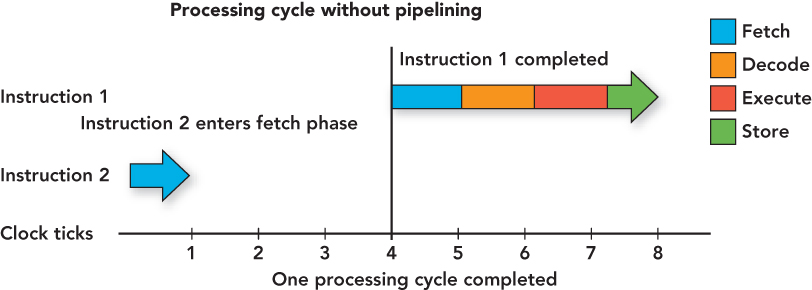 Processing cycle without pipelining
Fetch
Decode
Execute
Store
Instruction 1 completed
Instruction 1
Instruction 2 enters fetch phase
Instruction 2
Clock ticks
1 2 3 4 5 6 7 8
One processing cycle completed